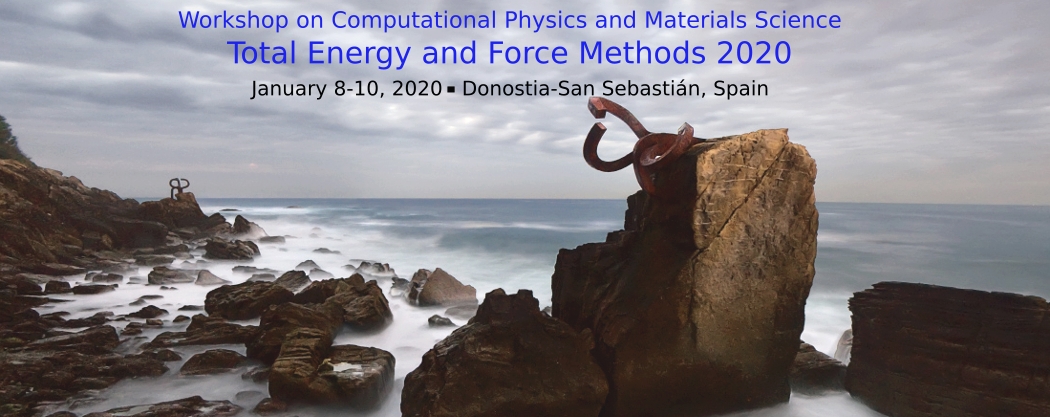 Workshop on Computational Physics and Materials Science
Total Energy and Force Methods 2020
January 8-10, 2020 ▪ Donostia-San Sebastián, Spain